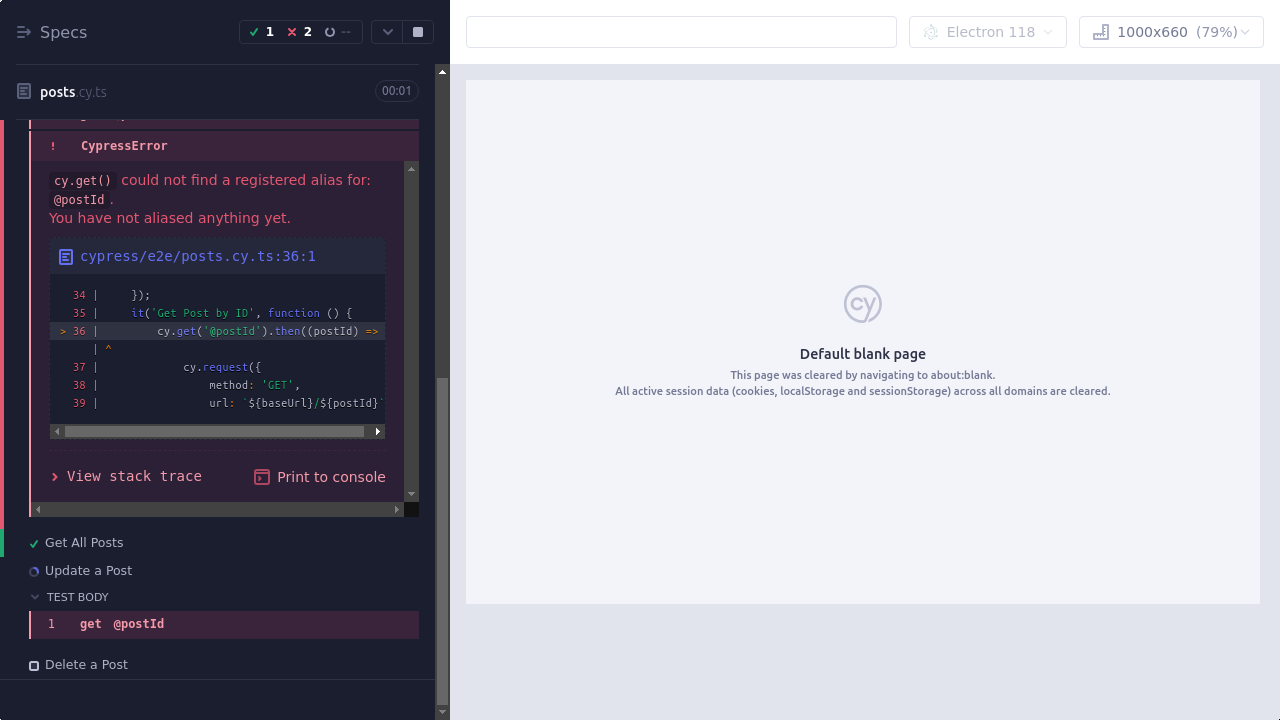 Specs
1
2
--
Electron 118
1000x660 (79%)
posts.cy.ts
00:01
! CypressError
cy.get() could not find a registered alias for:
@postId .
You have not aliased anything yet.
cypress/e2e/posts.cy.ts:36:1
34 | });
35 | it('Get Post by ID', function () {
> 36 | cy.get('@postId').then((postId) =>
| ^
37 | cy.request({
38 | method: 'GET',
39 | url: `${baseUrl}/${postId}`
View stack trace
Print to console
Get All Posts
Update a Post
TEST BODY
1 get @postId
Delete a Post
cy
Default blank page
This page was cleared by navigating to about:blank.
All active session data (cookies, localStorage and sessionStorage) across all domains are cleared.